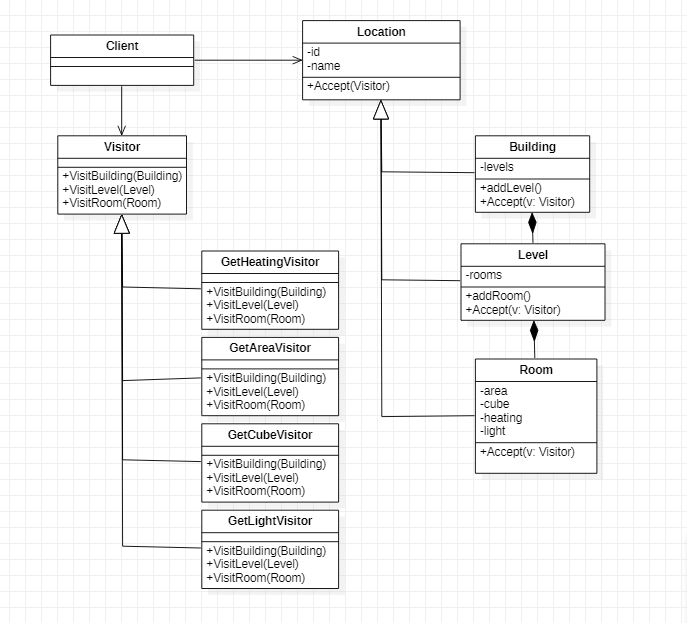 Client
Location
-id
-name
+Accept(Visitor)
Visitor
+VisitBuilding(Building)
+VisitLevel(Level)
+VisitRoom(Room)
Building
-levels
+addLevel()
+Accept(v: Visitor)
Level
-rooms
+addRoom()
+Accept(v: Visitor)
Room
-area
-cube
-heating
-light
+Accept(v: Visitor)
GetHeatingVisitor
+VisitBuilding(Building)
+VisitLevel(Level)
+VisitRoom(Room)
GetAreaVisitor
+VisitBuilding(Building)
+VisitLevel(Level)
+VisitRoom(Room)
GetCubeVisitor
+VisitBuilding(Building)
+VisitLevel(Level)
+VisitRoom(Room)
GetLightVisitor
+VisitBuilding(Building)
+VisitLevel(Level)
+VisitRoom(Room)